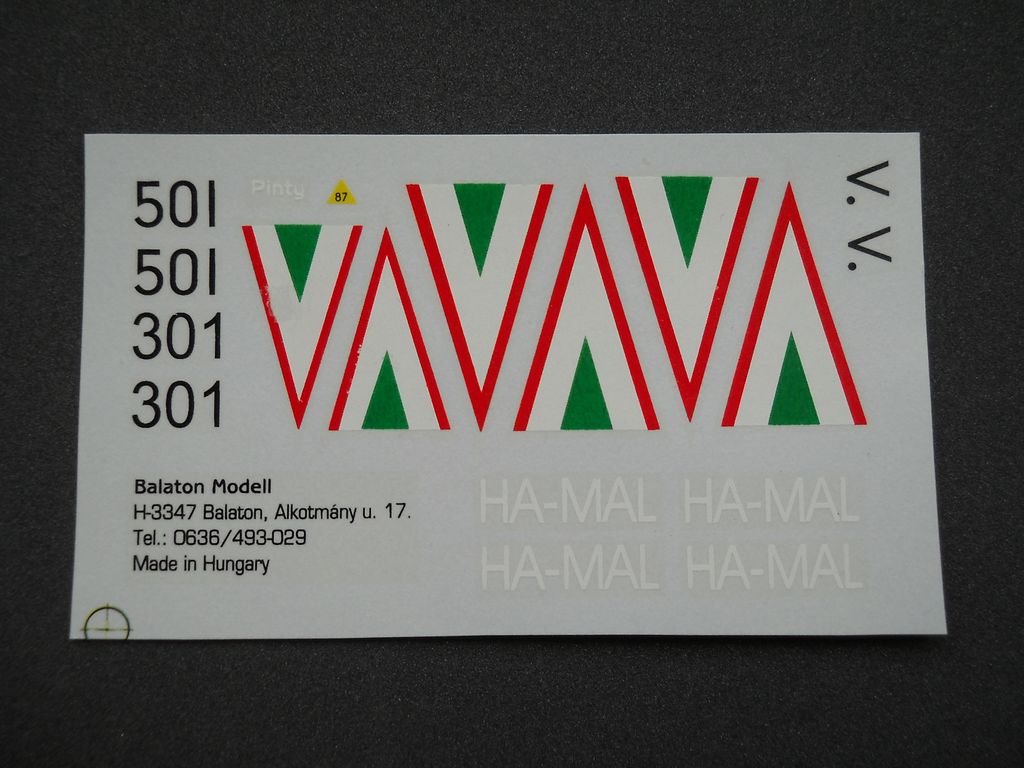 501
501
301
301
Pinty
87
V. V.
Balaton Modell
H-3347 Balaton, Alkotmány u. 17.
Tel.: 0636/493-029
Made in Hungary
HA-MAL HA-MAL
HA-MAL HA-MAL